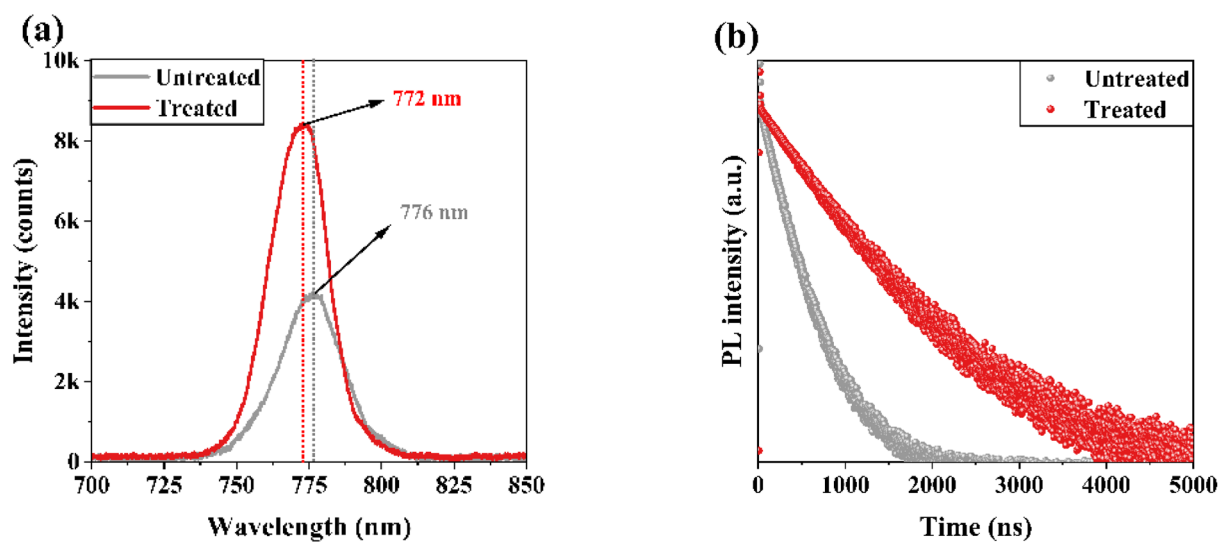 (a)
10k
8k
6k
4k
2k
0
Untreated
Treated
772 nm
776 nm
Intensity (counts)
700 725 750 775 800 825 850
Wavelength (nm)
(b)
Untreated
Treated
PL intensity (a.u.)
0 1000 2000 3000 4000 5000
Time (ns)